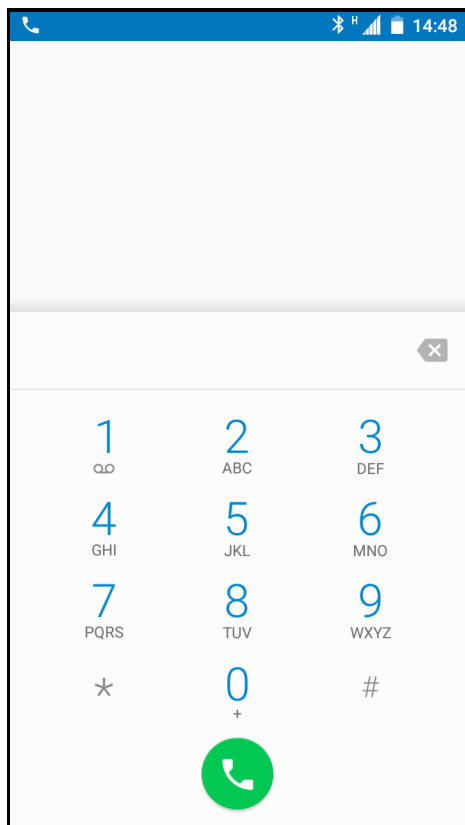 H 14:48
1 2 3
ABC DEF
4 5 6
GHI JKL MNO
7 8 9
PQRS TUV WXYZ
* 0 #
+